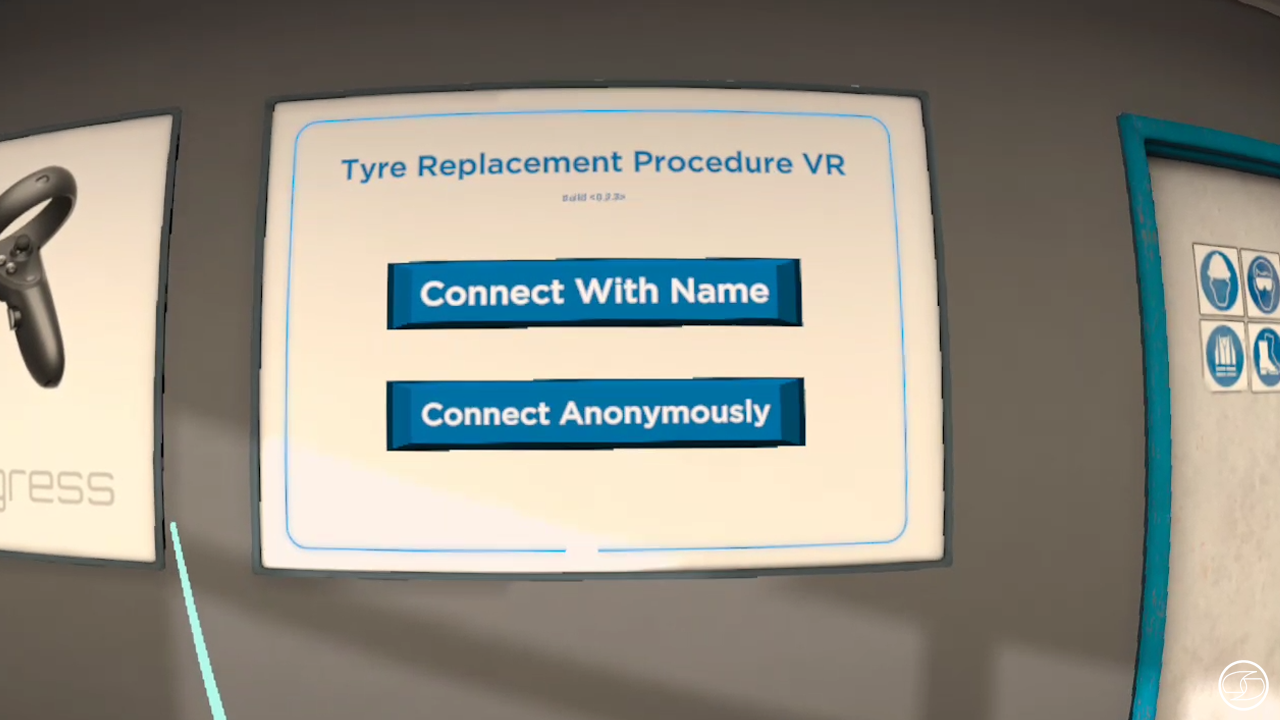 Tyre Replacement Procedure VR
Connect With Name
Connect Anonymously
gress